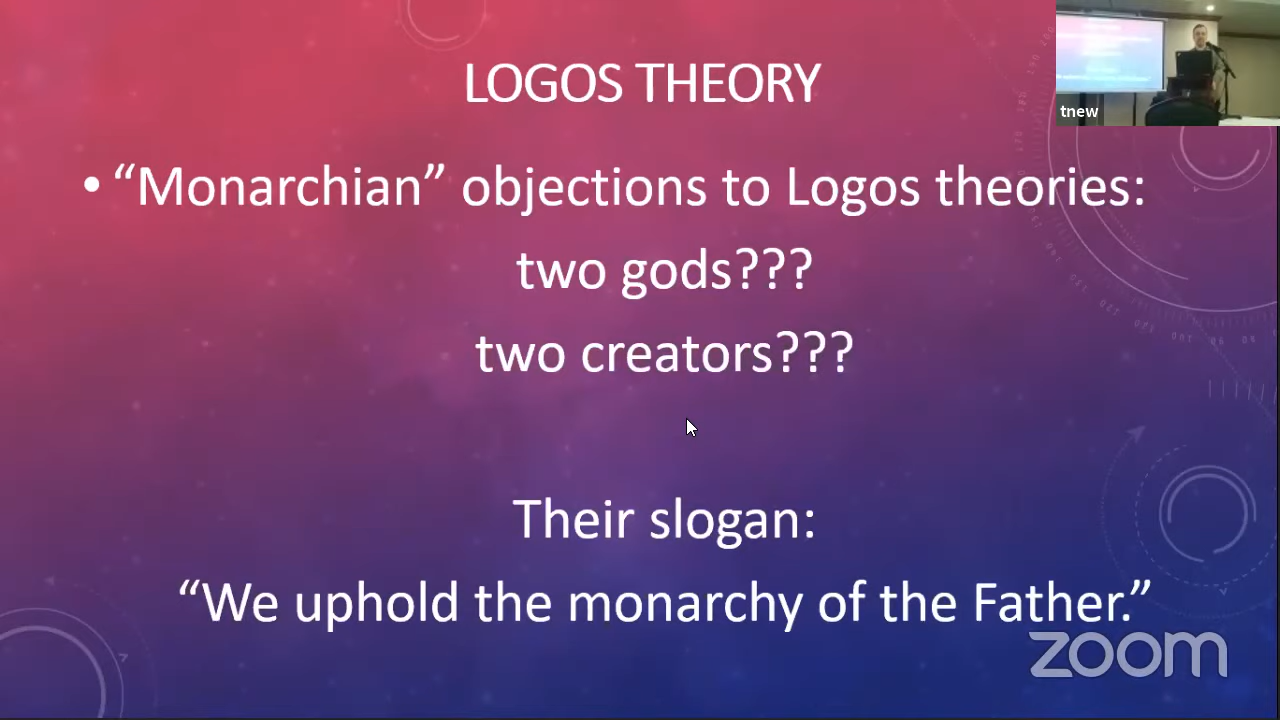 LOGOS THEORY
• “Monarchian” objections to Logos theories:
two gods???
two creators???
Their slogan:
“We uphold the monarchy of the Father.”
tnew
zoom